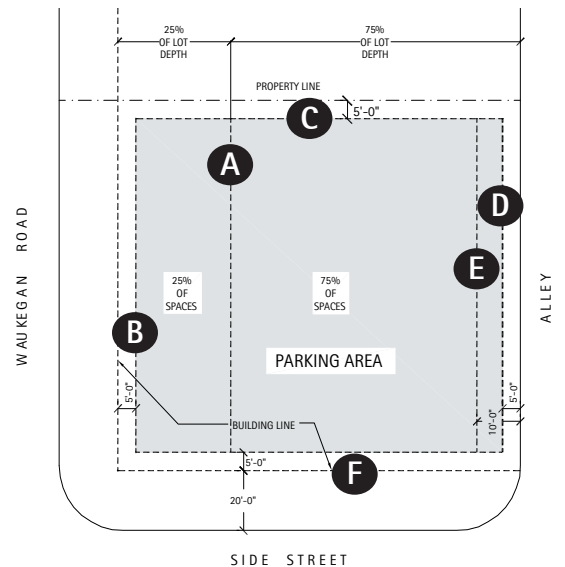 25%
OF LOT
DEPTH
75%
OF LOT
DEPTH
PROPERTY LINE
5'-0"
C
A
D
E
25%
OF
SPACES
75%
OF
SPACES
WAUKEGAN ROAD
ALLEY
B
PARKING AREA
5'-0"
5'-0"
10'-0"
BUILDING LINE
5'-0"
F
20'-0"
SIDE STREET